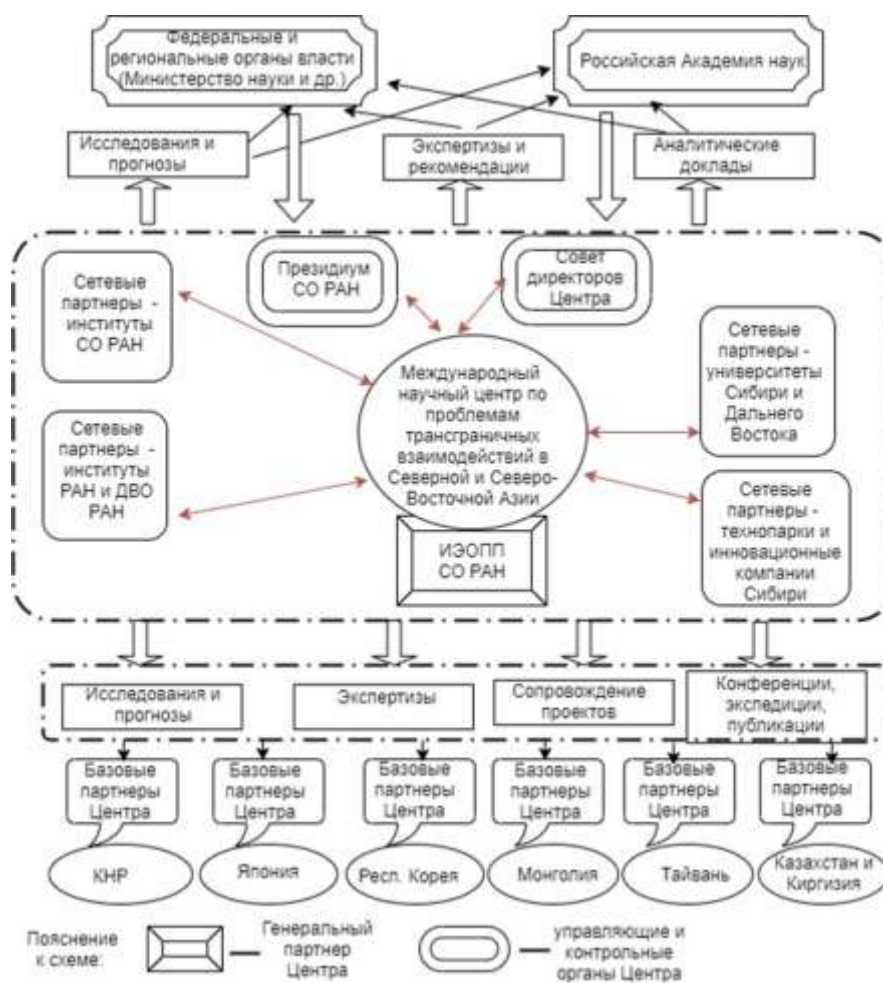 Федеральные и
региональные органы власти
(Министерство науки и др.)
Российская Академия наук
Исследования и
прогнозы
Экспертизы и
рекомендации
Аналитические
доклады
Сетевые
партнеры -
институты
СО РАН
Президиум
СО РАН
Совет
директоров
Центра
Сетевые
партнеры -
университеты
Сибири и
Дальнего
Востока
Международный
научный центр по
проблемам
трансграничных
взаимодействий в
Северной и Северо-
Восточной Азии
Сетевые
партнеры -
институты
РАН и ДВО
РАН
ИЭОПП
СО РАН
Сетевые
партнеры -
технопарки и
инновационные
компании
Сибири
Исследования и
прогнозы
Экспертизы
Сопровождение
проектов
Конференции,
экспедиции,
публикации
Базовые
партнеры
Центра
Базовые
партнеры
Центра
Базовые
партнеры
Центра
Базовые
партнеры
Центра
Базовые
партнеры
Центра
Базовые
партнеры
Центра
КНР
Япония
Респ. Корея
Монголия
Тайвань
Казахстан и
Киргизия
Пояснение
к схеме:
Генеральный
партнер
Центра
управляющие и
контрольные
органы Центра